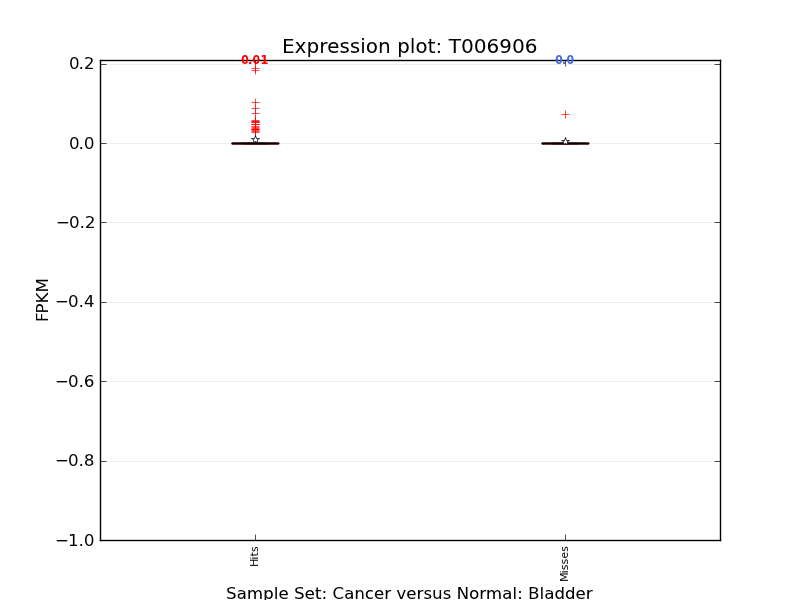 Expression plot: T006906
0.01
0.0
0.2
0.0
−0.2
−0.4
−0.6
−0.8
−1.0
FPKM
Hits
Misses
Sample Set: Cancer versus Normal: Bladder